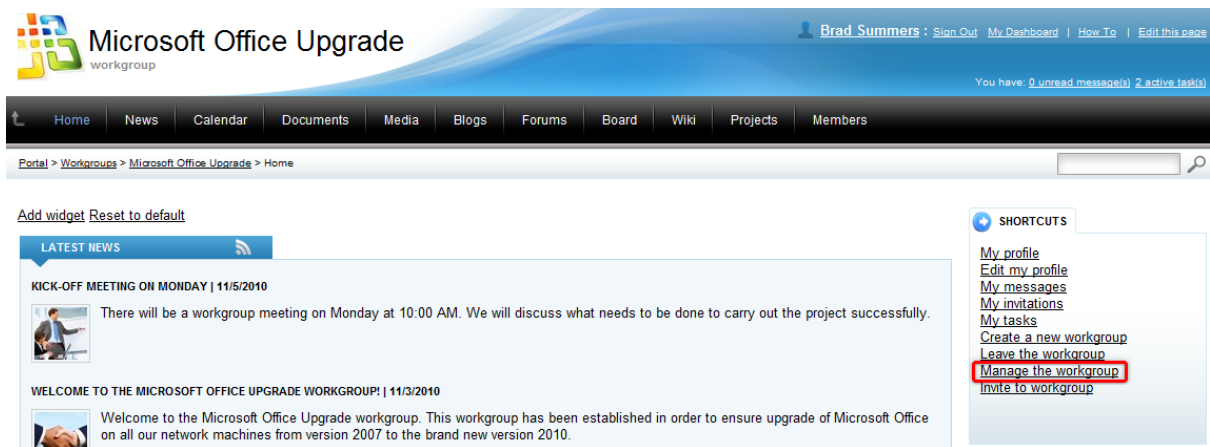 Microsoft Office Upgrade
workgroup
Brad Summers : Sign Out My Dashboard | How To | Edit this page
You have: 0 unread message(s) 2 active task(s)
Home News Calendar Documents Media Blogs Forums Board Wiki Projects Members
Portal > Workgroups > Microsoft Office Upgrade > Home
Add widget Reset to default
LATEST NEWS
KICK-OFF MEETING ON MONDAY | 11/5/2010
There will be a workgroup meeting on Monday at 10:00 AM. We will discuss what needs to be done to carry out the project successfully.
WELCOME TO THE MICROSOFT OFFICE UPGRADE WORKGROUP! | 11/3/2010
Welcome to the Microsoft Office Upgrade workgroup. This workgroup has been established in order to ensure upgrade of Microsoft Office
on all our network machines from version 2007 to the brand new version 2010.
SHORTCUTS
My profile
Edit my profile
My messages
My invitations
My tasks
Create a new workgroup
Leave the workgroup
Manage the workgroup
Invite to workgroup